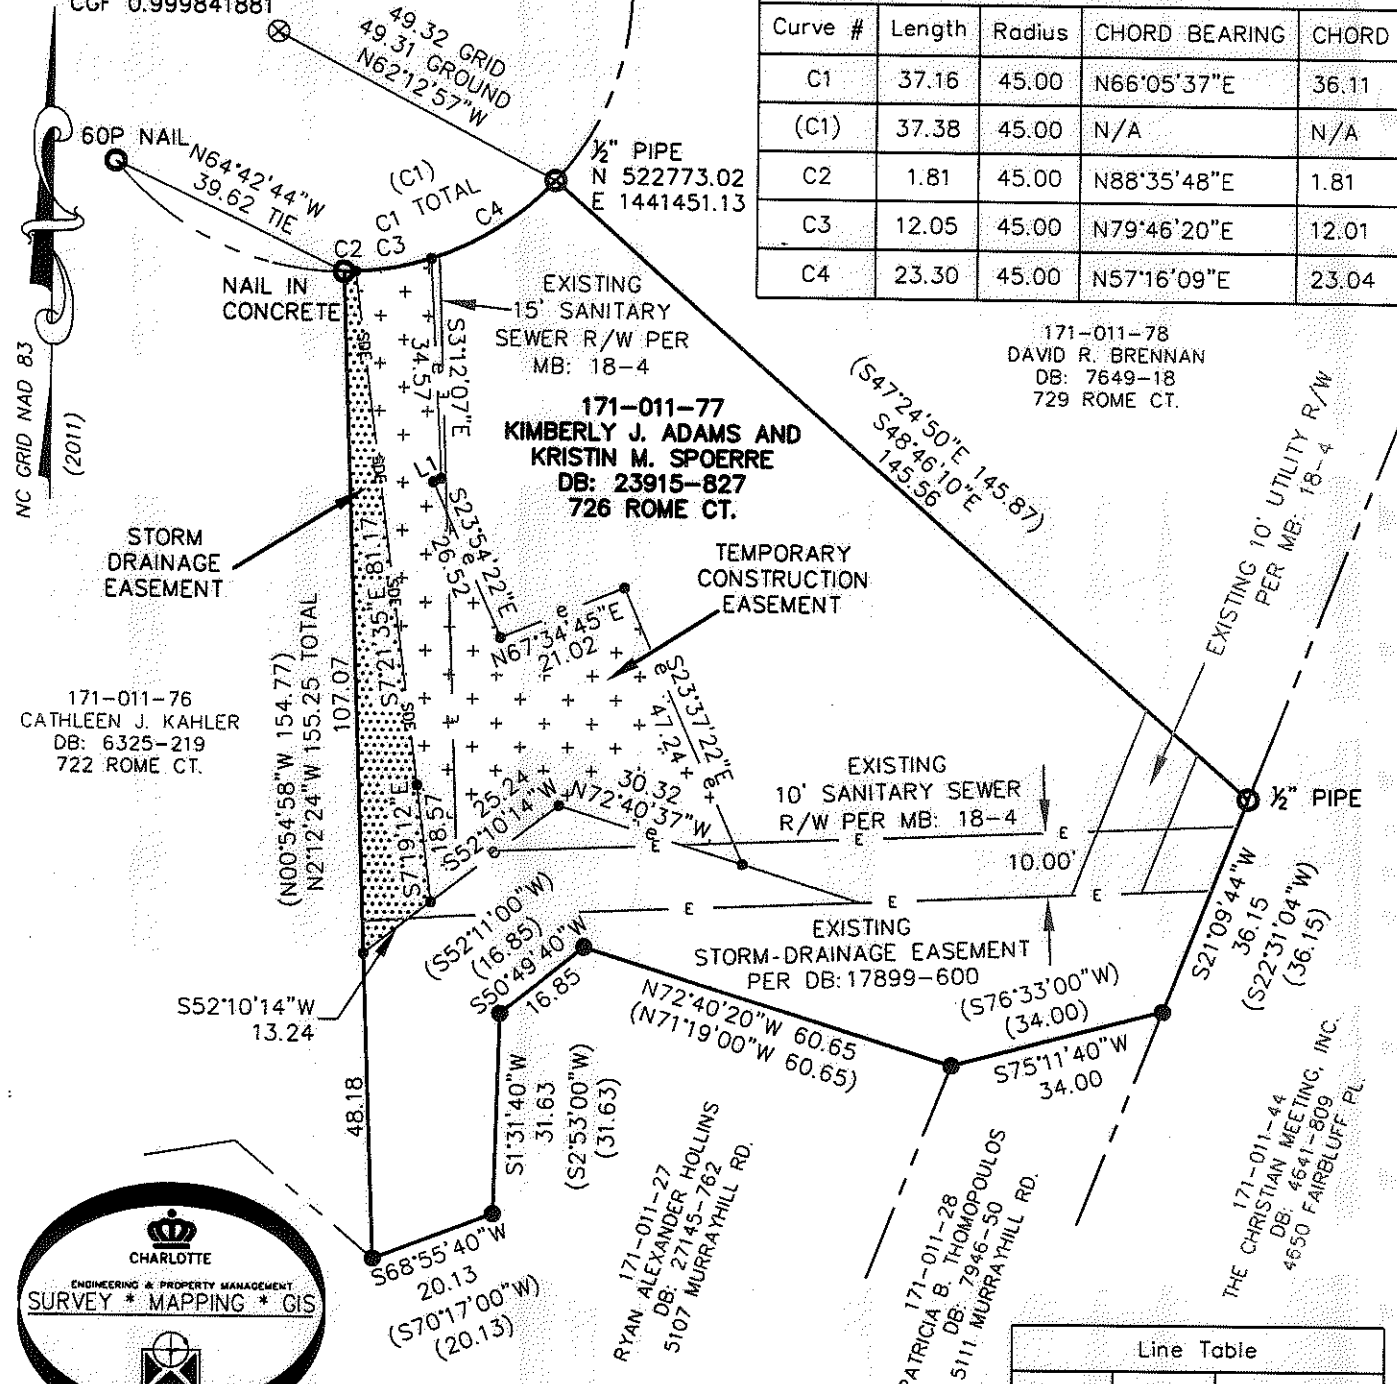 CGF 0.999841881
49.32 GRID
49.31 GROUND
N62°12'57"W
Curve # Length Radius CHORD BEARING CHORD
C1 37.16 45.00 N66°05'37"E 36.11
(C1) 37.38 45.00 N/A N/A
C2 1.81 45.00 N88°35'48"E 1.81
C3 12.05 45.00 N79°46'20"E 12.01
C4 23.30 45.00 N57°16'09"E 23.04
60P NAIL
N64°42'44"W
39.62 TIE
(C1)
C1 TOTAL
C2
C3
C4
½" PIPE
N 522773.02
E 1441451.13
NC GRID NAD 83
(2011)
NAIL IN
CONCRETE
EXISTING
15' SANITARY
SEWER R/W PER
MB: 18-4
171-011-78
DAVID R. BRENNAN
DB: 7649-18
729 ROME CT.
171-011-77
KIMBERLY J. ADAMS AND
KRISTIN M. SPOERRE
DB: 23915-827
726 ROME CT.
(S47°24'50"E 145.87)
S48°46'10"E
145.56
EXISTING 10' UTILITY R/W
PER MB: 18-4
S3°12'07"E
34.57
L1
S23°54'22"E
26.52
N67°34'45"E
21.02
S23°37'22"E
47.24
STORM
DRAINAGE
EASEMENT
TEMPORARY
CONSTRUCTION
EASEMENT
SDE
SDE
SDE
SDE
S7°21'35"E 81.17
(N00°54'58"W 154.77)
N2°12'24"W 155.25 TOTAL
107.07
171-011-76
CATHLEEN J. KAHLER
DB: 6325-219
722 ROME CT.
S7°19'12"E
18.57
25.24
S52°10'14"W
30.32
N72°40'37"W
EXISTING
10' SANITARY SEWER
R/W PER MB: 18-4
½" PIPE
10.00'
E E E
E E E E
e e e e e e
EXISTING
STORM-DRAINAGE EASEMENT
PER DB:17899-600
(S52°11'00"W)
(16.85)
S50°49'40"W
16.85
S52°10'14"W
13.24
N72°40'20"W 60.65
(N71°19'00"W 60.65)
(S76°33'00"W)
(34.00)
S75°11'40"W
34.00
S21°09'44"W
36.15
(S22°31'04"W)
(36.15)
48.18
S1°31'40"W
31.63
(S2°53'00"W)
(31.63)
S68°55'40"W
20.13
(S70°17'00"W)
(20.13)
171-011-27
RYAN ALEXANDER HOLLINS
DB: 27145-762
5107 MURRAYHILL RD.
171-011-28
PATRICIA B. THOMOPOULOS
DB: 7946-50
5111 MURRAYHILL RD.
171-011-44
THE CHRISTIAN MEETING, INC.
DB: 4641-809
4650 FAIRBLUFF PL.
CHARLOTTE
ENGINEERING & PROPERTY MANAGEMENT
SURVEY * MAPPING * GIS
Line Table